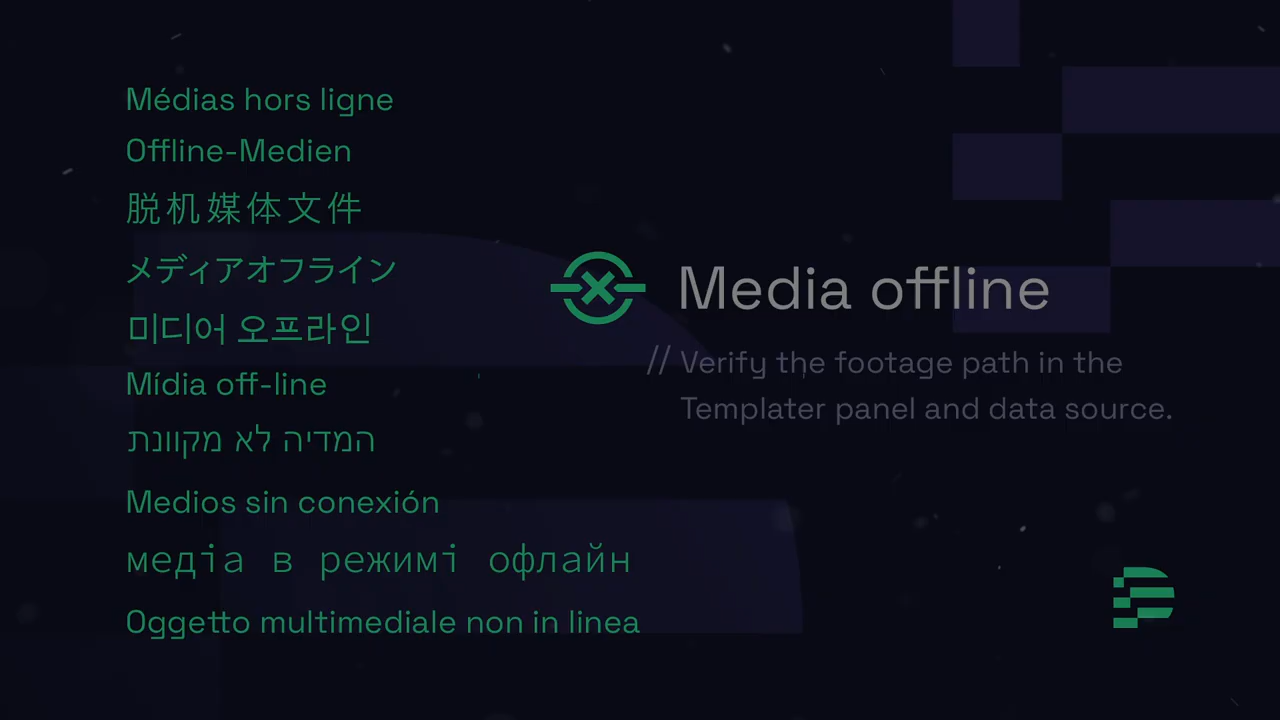 Médias hors ligne
Offline-Medien
脱机媒体文件
メディアオフライン
미디어 오프라인
Mídia off-line
המדיה לא מקוונת
Medios sin conexión
медіа в режимі офлайн
Oggetto multimediale non in linea
Media offline
// Verify the footage path in the
Templater panel and data source.